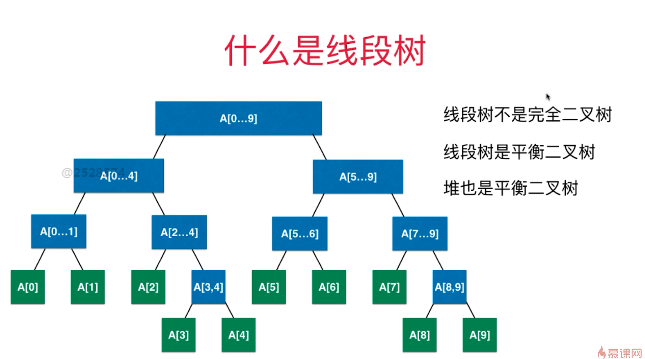 什么是线段树
A[0...9]
线段树不是完全二叉树
线段树是平衡二叉树
堆也是平衡二叉树
A[0...4]
A[5...9]
A[0...1]
A[2...4]
A[5...6]
A[7...9]
A[0]
A[1]
A[2]
A[3,4]
A[5]
A[6]
A[7]
A[8,9]
A[3]
A[4]
A[8]
A[9]
慕课网